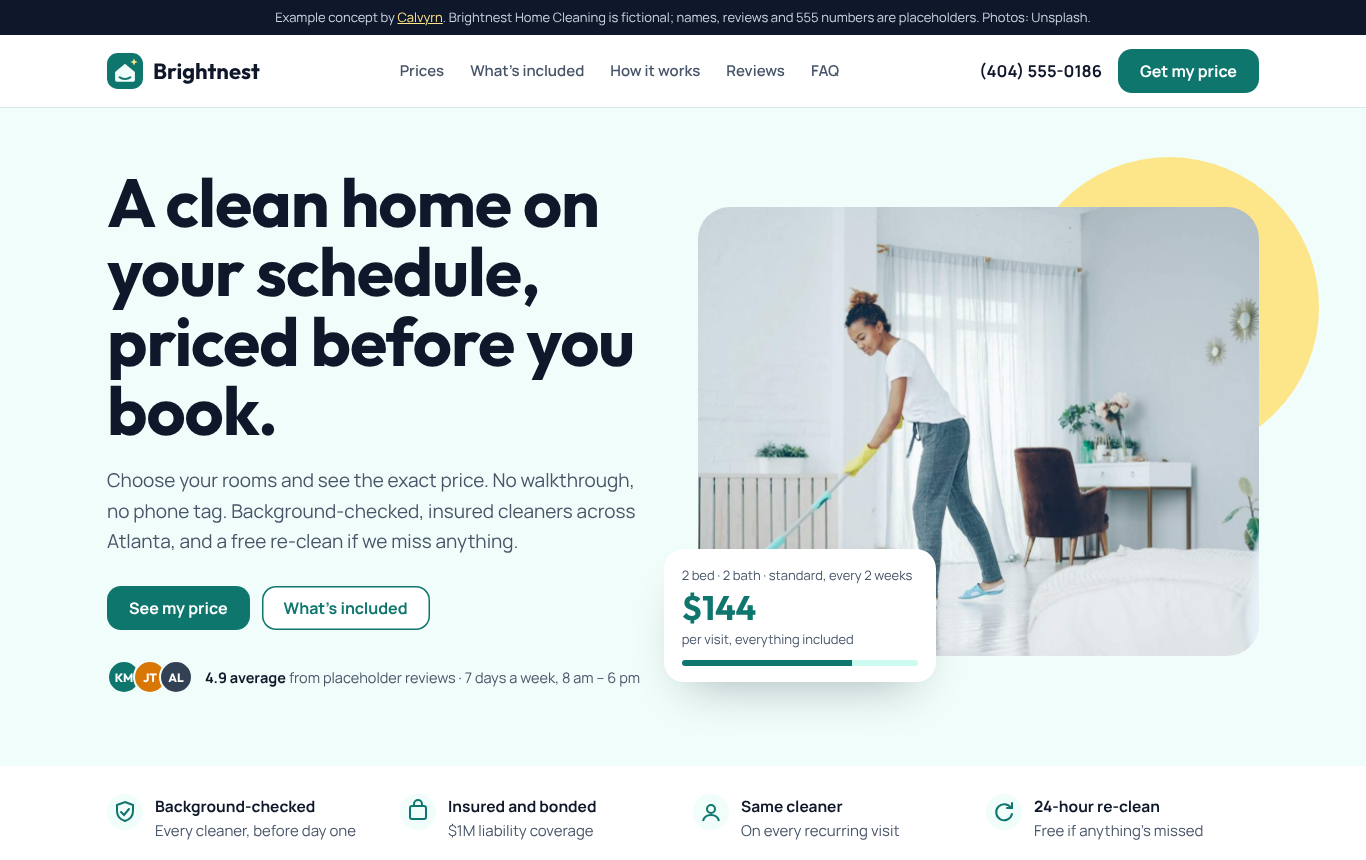 Example concept by Calvyrn. Brightnest Home Cleaning is fictional; names, reviews and 555 numbers are placeholders. Photos: Unsplash.
Brightnest
Prices
What's included
How it works
Reviews
FAQ
(404) 555-0186
Get my price
A clean home on
your schedule,
priced before you
book.
Choose your rooms and see the exact price. No walkthrough,
no phone tag. Background-checked, insured cleaners across
Atlanta, and a free re-clean if we miss anything.
See my price
What's included
KM
JT
AL
4.9 average from placeholder reviews · 7 days a week, 8 am – 6 pm
2 bed · 2 bath · standard, every 2 weeks
$144
per visit, everything included
Background-checked
Every cleaner, before day one
Insured and bonded
$1M liability coverage
Same cleaner
On every recurring visit
24-hour re-clean
Free if anything's missed